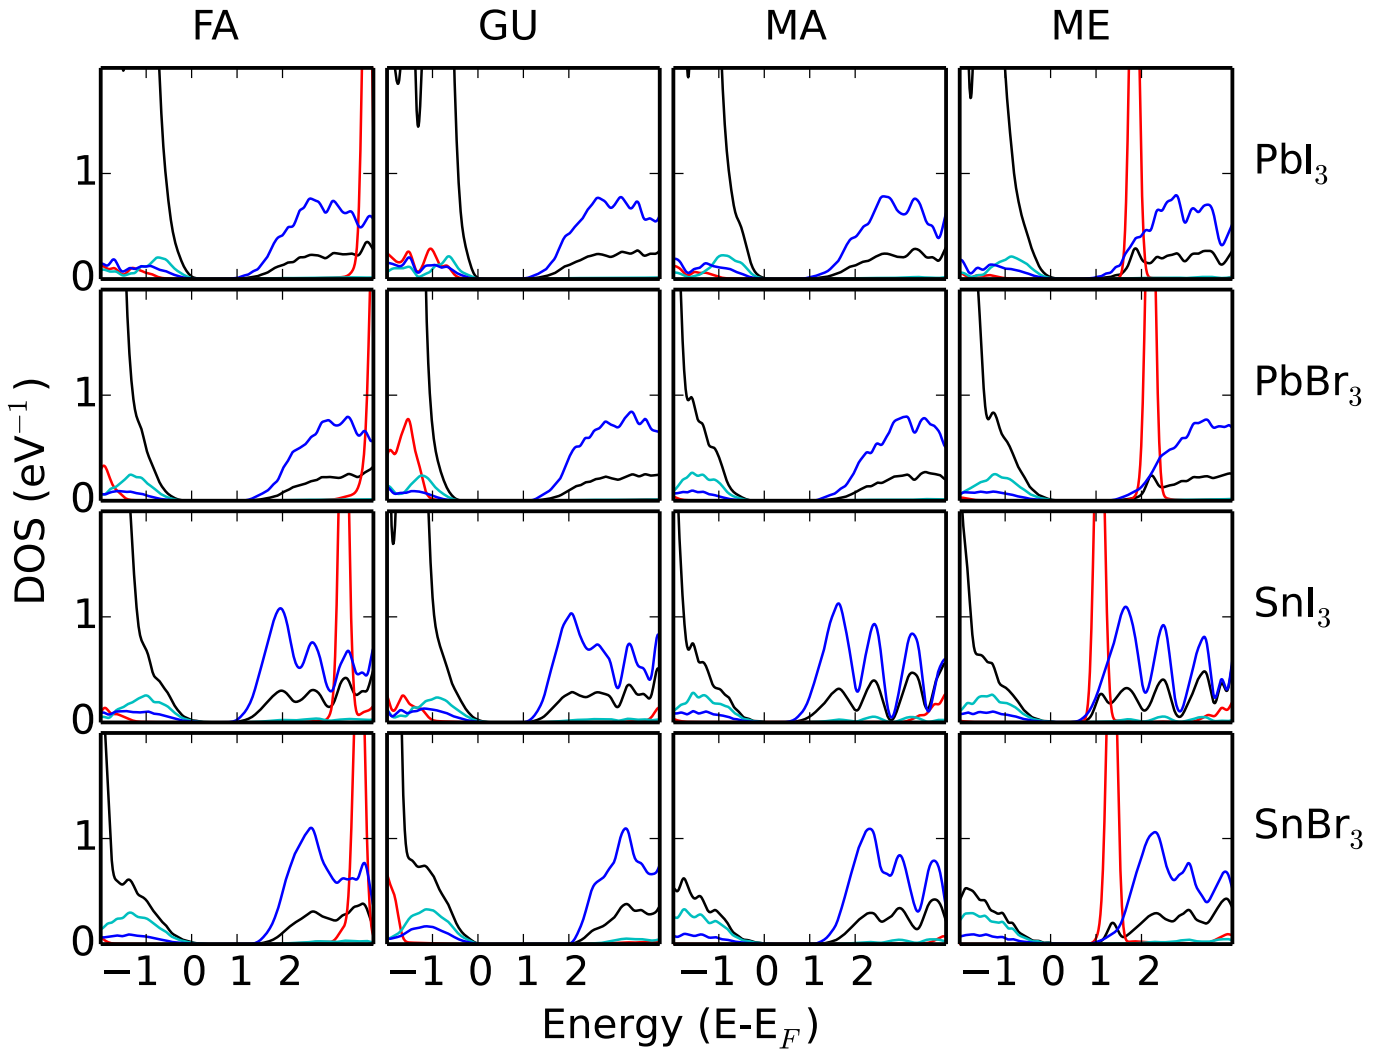 FA GU MA ME
1 PbI₃
0
1 PbBr₃
0
DOS (eV⁻¹)
1 SnI₃
0
1 SnBr₃
0
−1 0 1 2 −1 0 1 2 −1 0 1 2 −1 0 1 2
Energy (E-E_F)